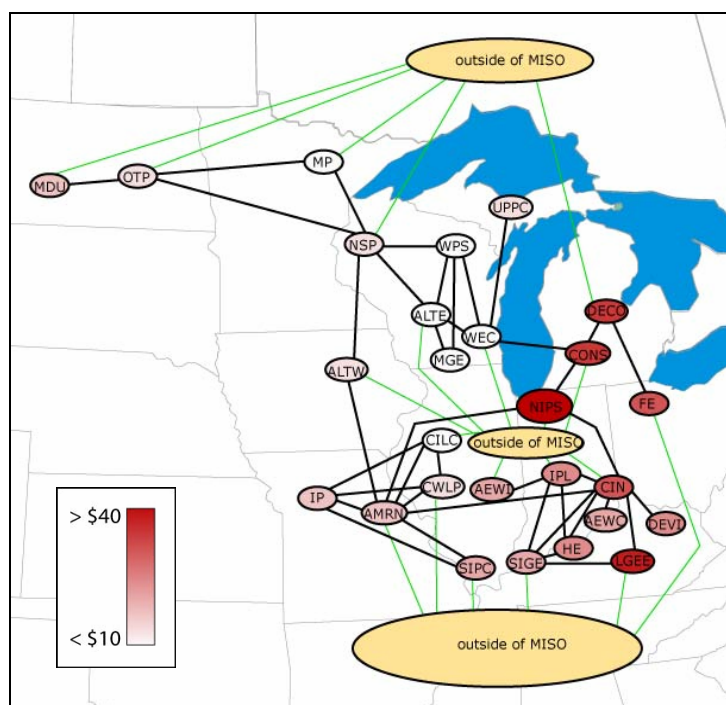 outside of MISO
MP
MDU
OTP
UPPC
NSP
WPS
DECO
ALTE
WEC
CONS
MGE
ALTW
NIPS
FE
CILC
outside of MISO
IPL
CWLP
AEWI
CIN
IP
AMRN
AEWC
DEVI
HE
SIPC
SIGE
LGEE
> $40
< $10
outside of MISO